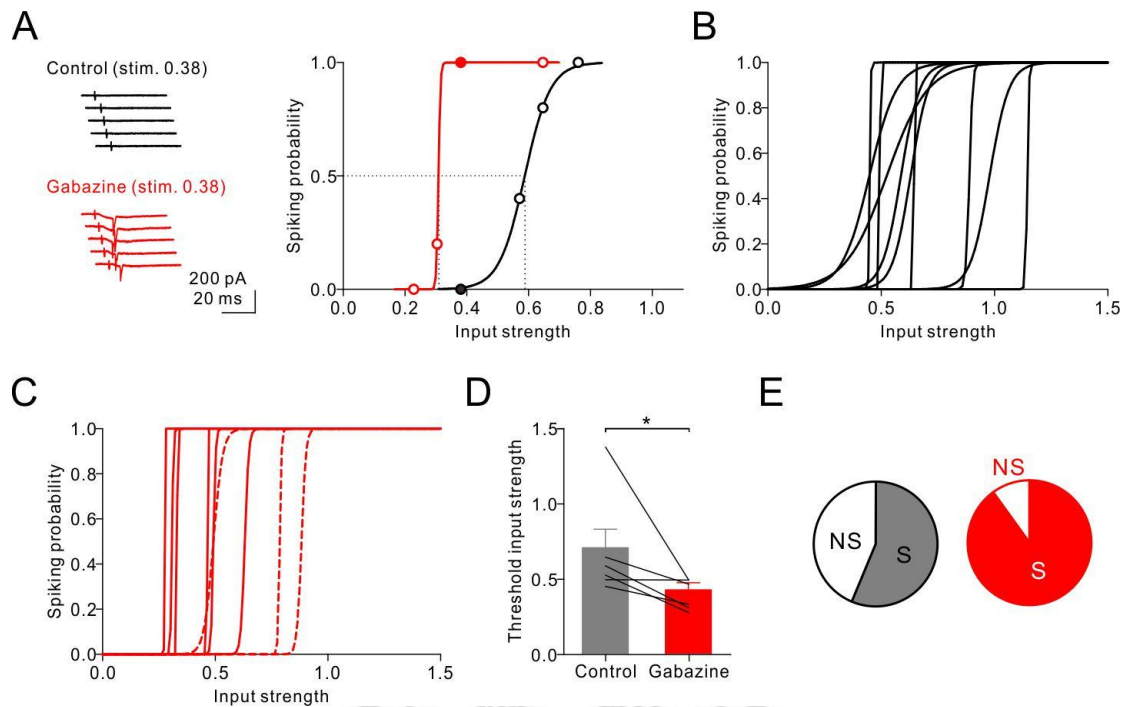 A
Control (stim. 0.38)
Gabazine (stim. 0.38)
200 pA
20 ms
Spiking probability
1.0
0.5
0.0
0.0 0.2 0.4 0.6 0.8 1.0
Input strength
B
Spiking probability
1.0
0.8
0.6
0.4
0.2
0.0
0.0 0.5 1.0 1.5
Input strength
C
Spiking probability
1.0
0.8
0.6
0.4
0.2
0.0
0.0 0.5 1.0 1.5
Input strength
D
Threshold input strength
1.5
1.0
0.5
0.0
*
Control Gabazine
E
NS S
NS
S